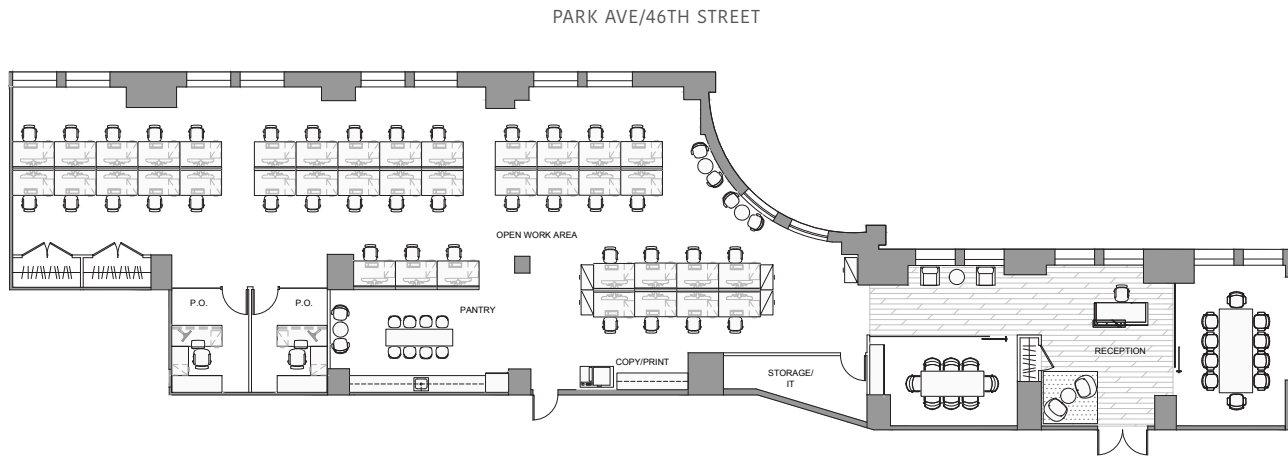 PARK AVE/46TH STREET
OPEN WORK AREA
P.O.
P.O.
PANTRY
COPY/PRINT
STORAGE/
IT
RECEPTION